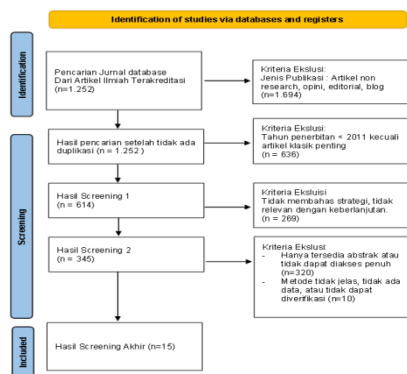 Identification of studies via databases and registers
Identification
Pencarian Jurnal database
Dari Artikel Ilmiah Terakreditasi
(n=1.252)
Kriteria Ekslusi:
Jenis Publikasi : Artikel non
research, opini, editorial, blog
(n=1.694)
Screening
Hasil pencarian setelah tidak ada
duplikasi (n = 1.252 )
Kriteria Ekslusi:
Tahun penerbitan < 2011 kecuali
artikel klasik penting
(n = 636)
Hasil Screening 1
(n = 614)
Kriteria Eksluisi
Tidak membahas strategi, tidak
relevan dengan keberlanjutan.
(n = 269)
Hasil Screening 2
(n = 345)
Kriteria Ekslusi:
- Hanya tersedia abstrak atau
tidak dapat diakses penuh
(n=320)
- Metode tidak jelas, tidak ada
data, atau tidak dapat
diverifikasi (n=10)
Included
Hasil Screening Akhir (n=15)